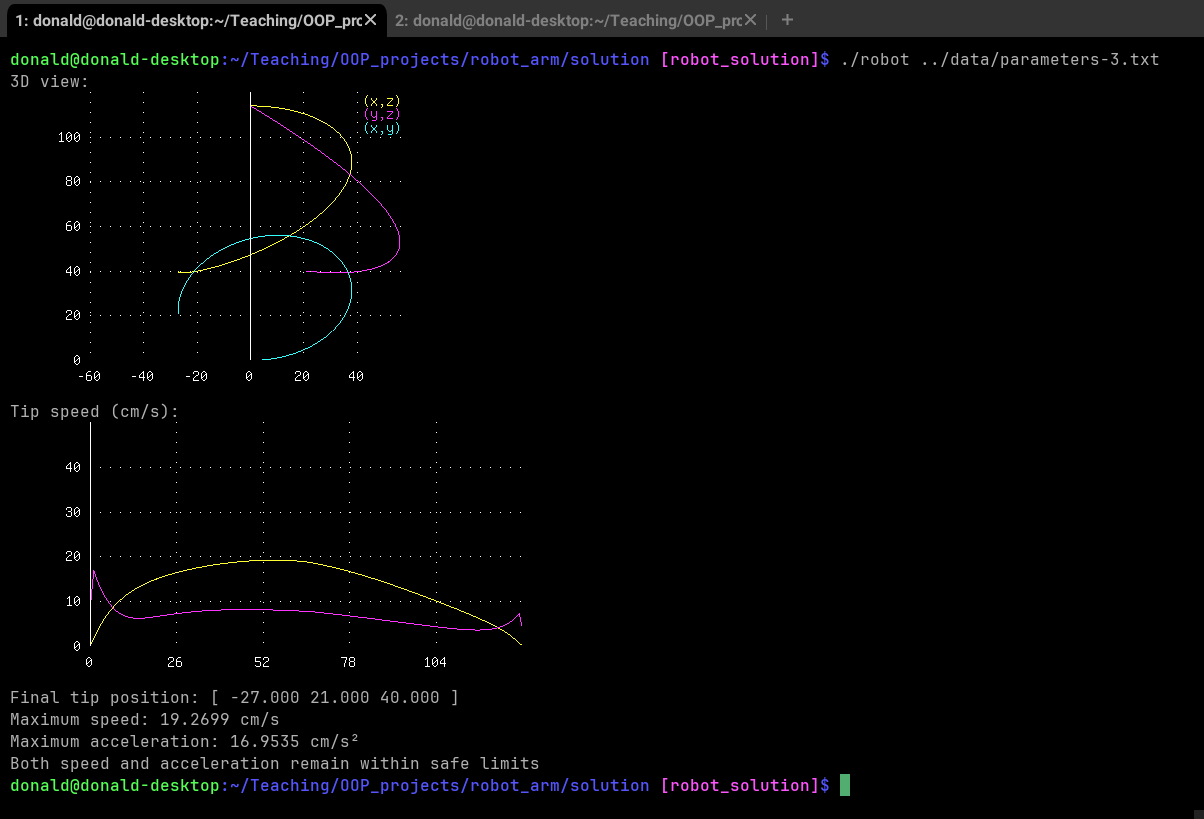 1: donald@donald-desktop:~/Teaching/OOP_prc
2: donald@donald-desktop:~/Teaching/OOP_prc
donald@donald-desktop:~/Teaching/OOP_projects/robot_arm/solution [robot_solution]$ ./robot ../data/parameters-3.txt
3D view:
(x,z)
(y,z)
(x,y)
100
80
60
40
20
0
-60 -40 -20 0 20 40
Tip speed (cm/s):
40
30
20
10
0
0 26 52 78 104
Final tip position: [ -27.000 21.000 40.000 ]
Maximum speed: 19.2699 cm/s
Maximum acceleration: 16.9535 cm/s²
Both speed and acceleration remain within safe limits
donald@donald-desktop:~/Teaching/OOP_projects/robot_arm/solution [robot_solution]$